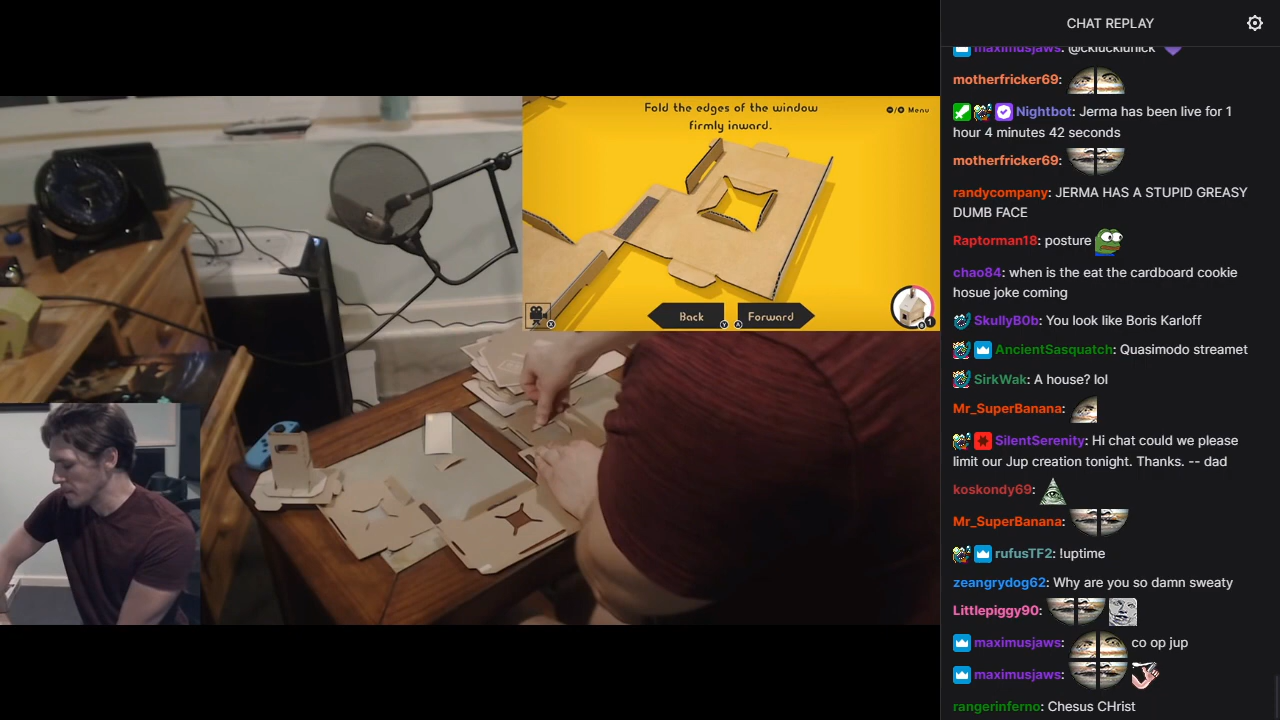 CHAT REPLAY
maximusjaws: @cklucklunick
motherfricker69:
Nightbot: Jerma has been live for 1
hour 4 minutes 42 seconds
motherfricker69:
randycompany: JERMA HAS A STUPID GREASY
DUMB FACE
Raptorman18: posture
chao84: when is the eat the cardboard cookie
hosue joke coming
SkullyB0b: You look like Boris Karloff
AncientSasquatch: Quasimodo streamet
SirkWak: A house? lol
Mr_SuperBanana:
SilentSerenity: Hi chat could we please
limit our Jup creation tonight. Thanks. -- dad
koskondy69:
Mr_SuperBanana:
rufusTF2: !uptime
zeangrydog62: Why are you so damn sweaty
Littlepiggy90:
maximusjaws: co op jup
maximusjaws:
rangerinferno: Chesus CHrist
Fold the edges of the window
firmly inward.
-/+ Menu
Back
Y
A
Forward
X
1